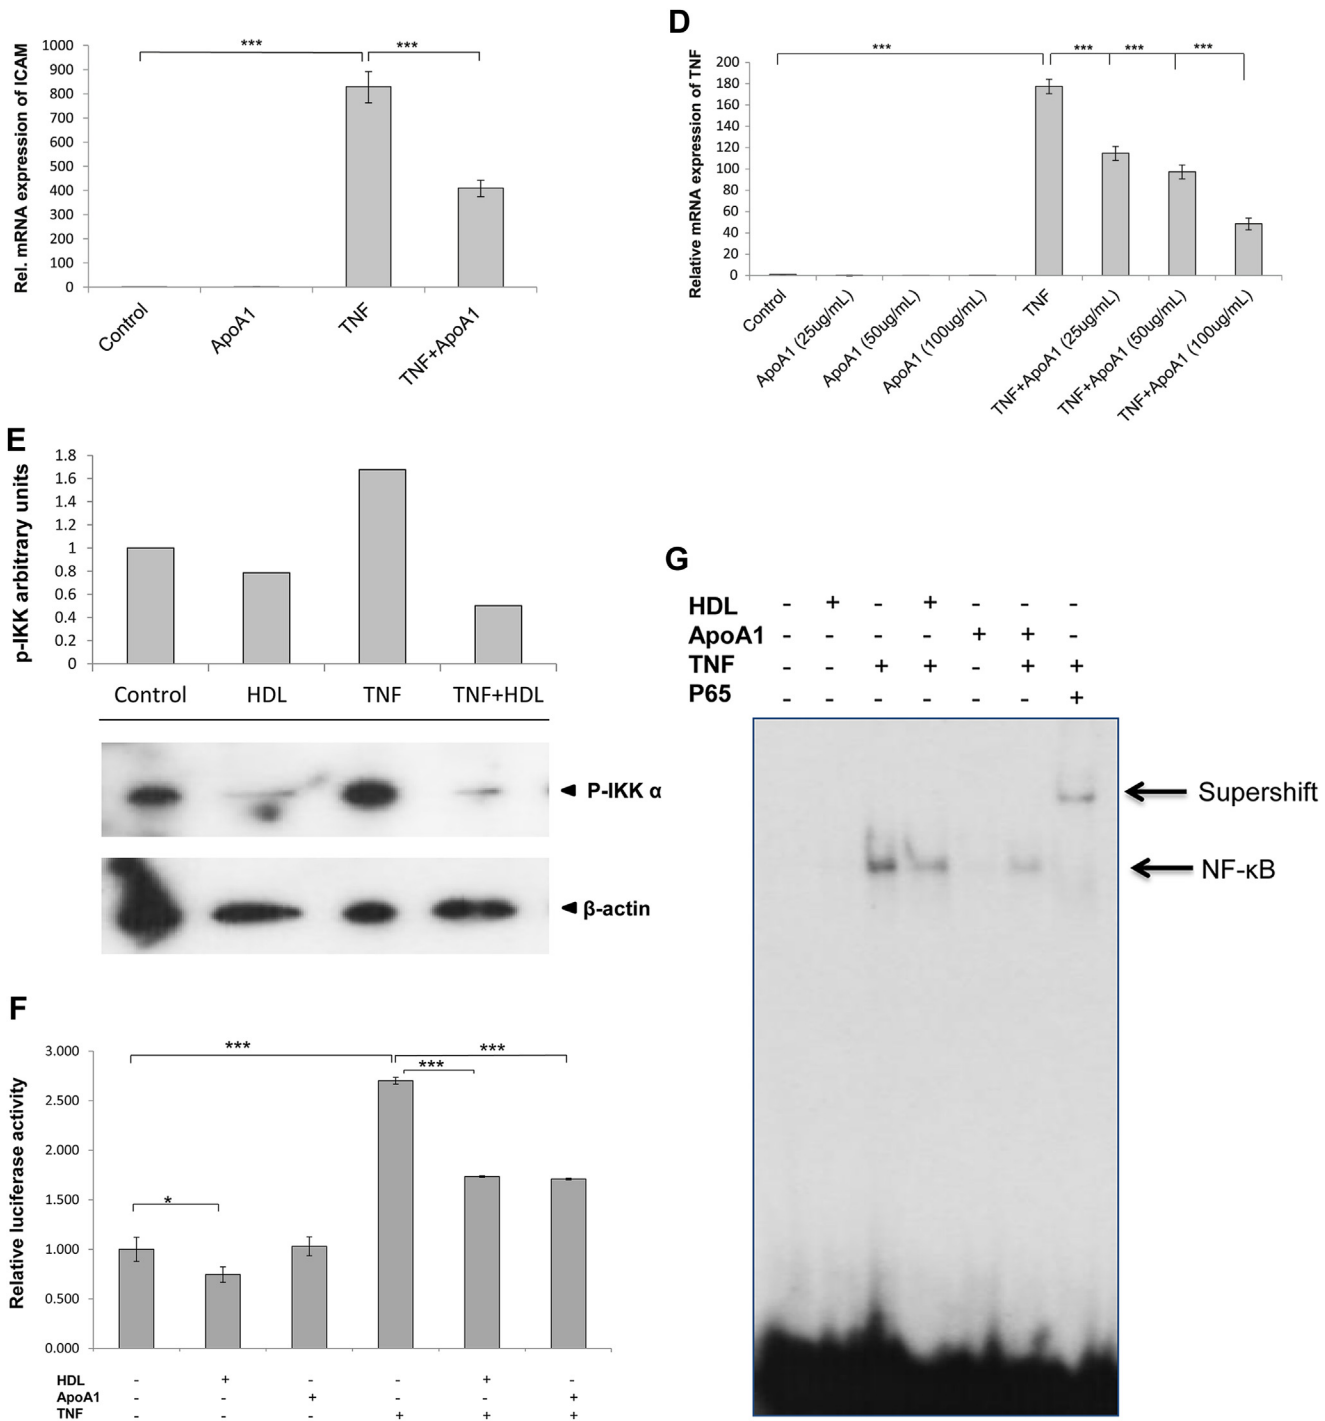 Rel. mRNA expression of ICAM
1000
900
800
700
600
500
400
300
200
100
0
***
***
Control
ApoA1
TNF
TNF+ApoA1
D
Relative mRNA expression of TNF
200
180
160
140
120
100
80
60
40
20
0
***
***
***
***
Control
ApoA1 (25ug/mL)
ApoA1 (50ug/mL)
ApoA1 (100ug/mL)
TNF
TNF+ApoA1 (25ug/mL)
TNF+ApoA1 (50ug/mL)
TNF+ApoA1 (100ug/mL)
E
p-IKK arbitrary units
1.8
1.6
1.4
1.2
1
0.8
0.6
0.4
0.2
0
Control HDL TNF TNF+HDL
P-IKK α
β-actin
F
Relative luciferase activity
3.000
2.500
2.000
1.500
1.000
0.500
0.000
***
***
***
*
HDL - + - - + -
ApoA1 - - + - - +
TNF - - - + + +
G
HDL - + - + - - -
ApoA1 - - - - + + -
TNF - - + + - + +
P65 - - - - - - +
Supershift
NF-κB